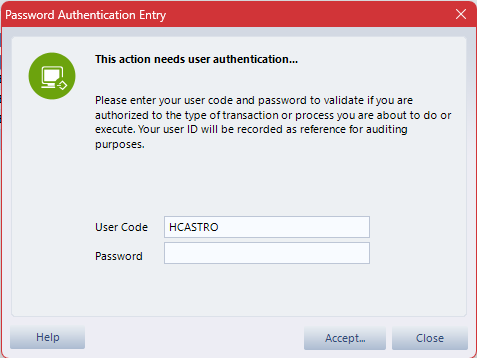 Password Authentication Entry
This action needs user authentication...
Please enter your user code and password to validate if you are
authorized to the type of transaction or process you are about to do or
execute. Your user ID will be recorded as reference for auditing
purposes.
User Code HCASTRO
Password
Help Accept... Close